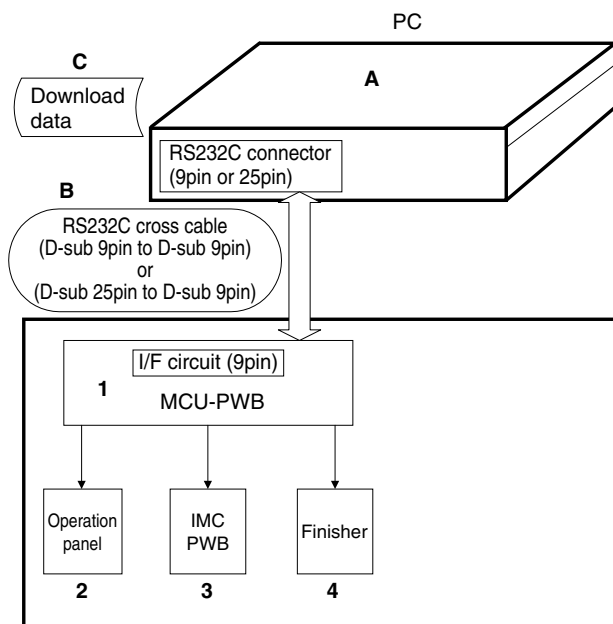 PC
C
A
Download
data
RS232C connector
(9pin or 25pin)
B
RS232C cross cable
(D-sub 9pin to D-sub 9pin)
or
(D-sub 25pin to D-sub 9pin)
I/F circuit (9pin)
1
MCU-PWB
Operation
panel
IMC
PWB
Finisher
2
3
4